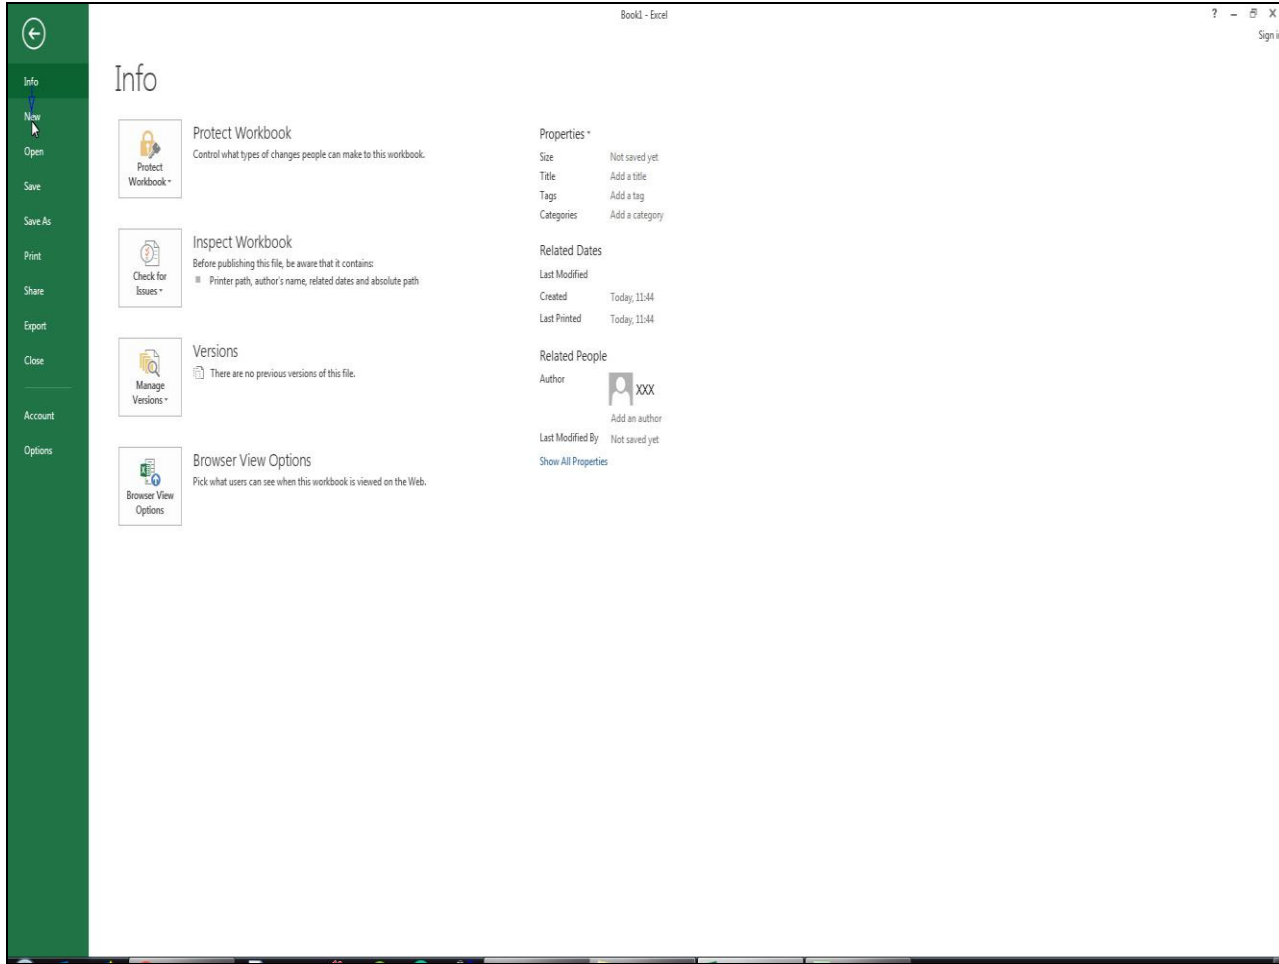 Book1 - Excel
?
Sign i
Info
New
Open
Save
Save As
Print
Share
Export
Close
Account
Options
Info
Protect Workbook
Protect Workbook
Control what types of changes people can make to this workbook.
Check for Issues
Inspect Workbook
Before publishing this file, be aware that it contains:
Printer path, author's name, related dates and absolute path
Manage Versions
Versions
There are no previous versions of this file.
Browser View Options
Browser View Options
Pick what users can see when this workbook is viewed on the Web.
Properties
Size Not saved yet
Title Add a title
Tags Add a tag
Categories Add a category
Related Dates
Last Modified
Created Today, 11:44
Last Printed Today, 11:44
Related People
Author XXX
Add an author
Last Modified By Not saved yet
Show All Properties